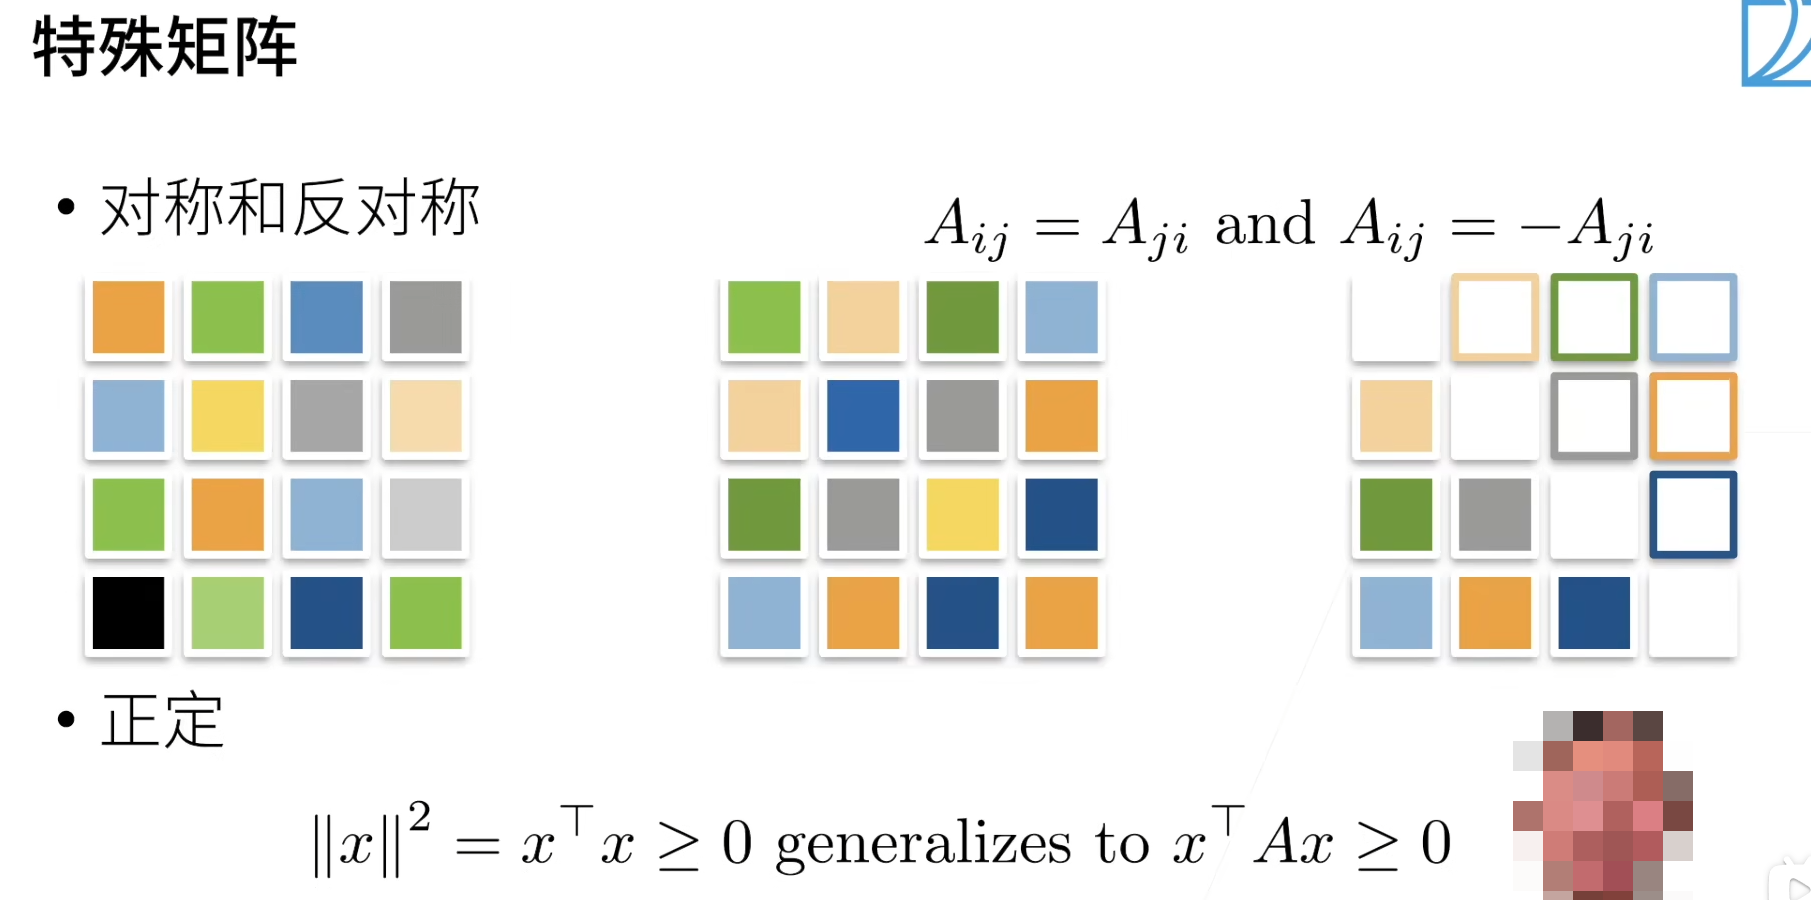 特殊矩阵
• 对称和反对称
$A_{ij} = A_{ji}$ and $A_{ij} = -A_{ji}$
• 正定
$\|x\|^2 = x^\top x \geq 0$ generalizes to $x^\top A x \geq 0$